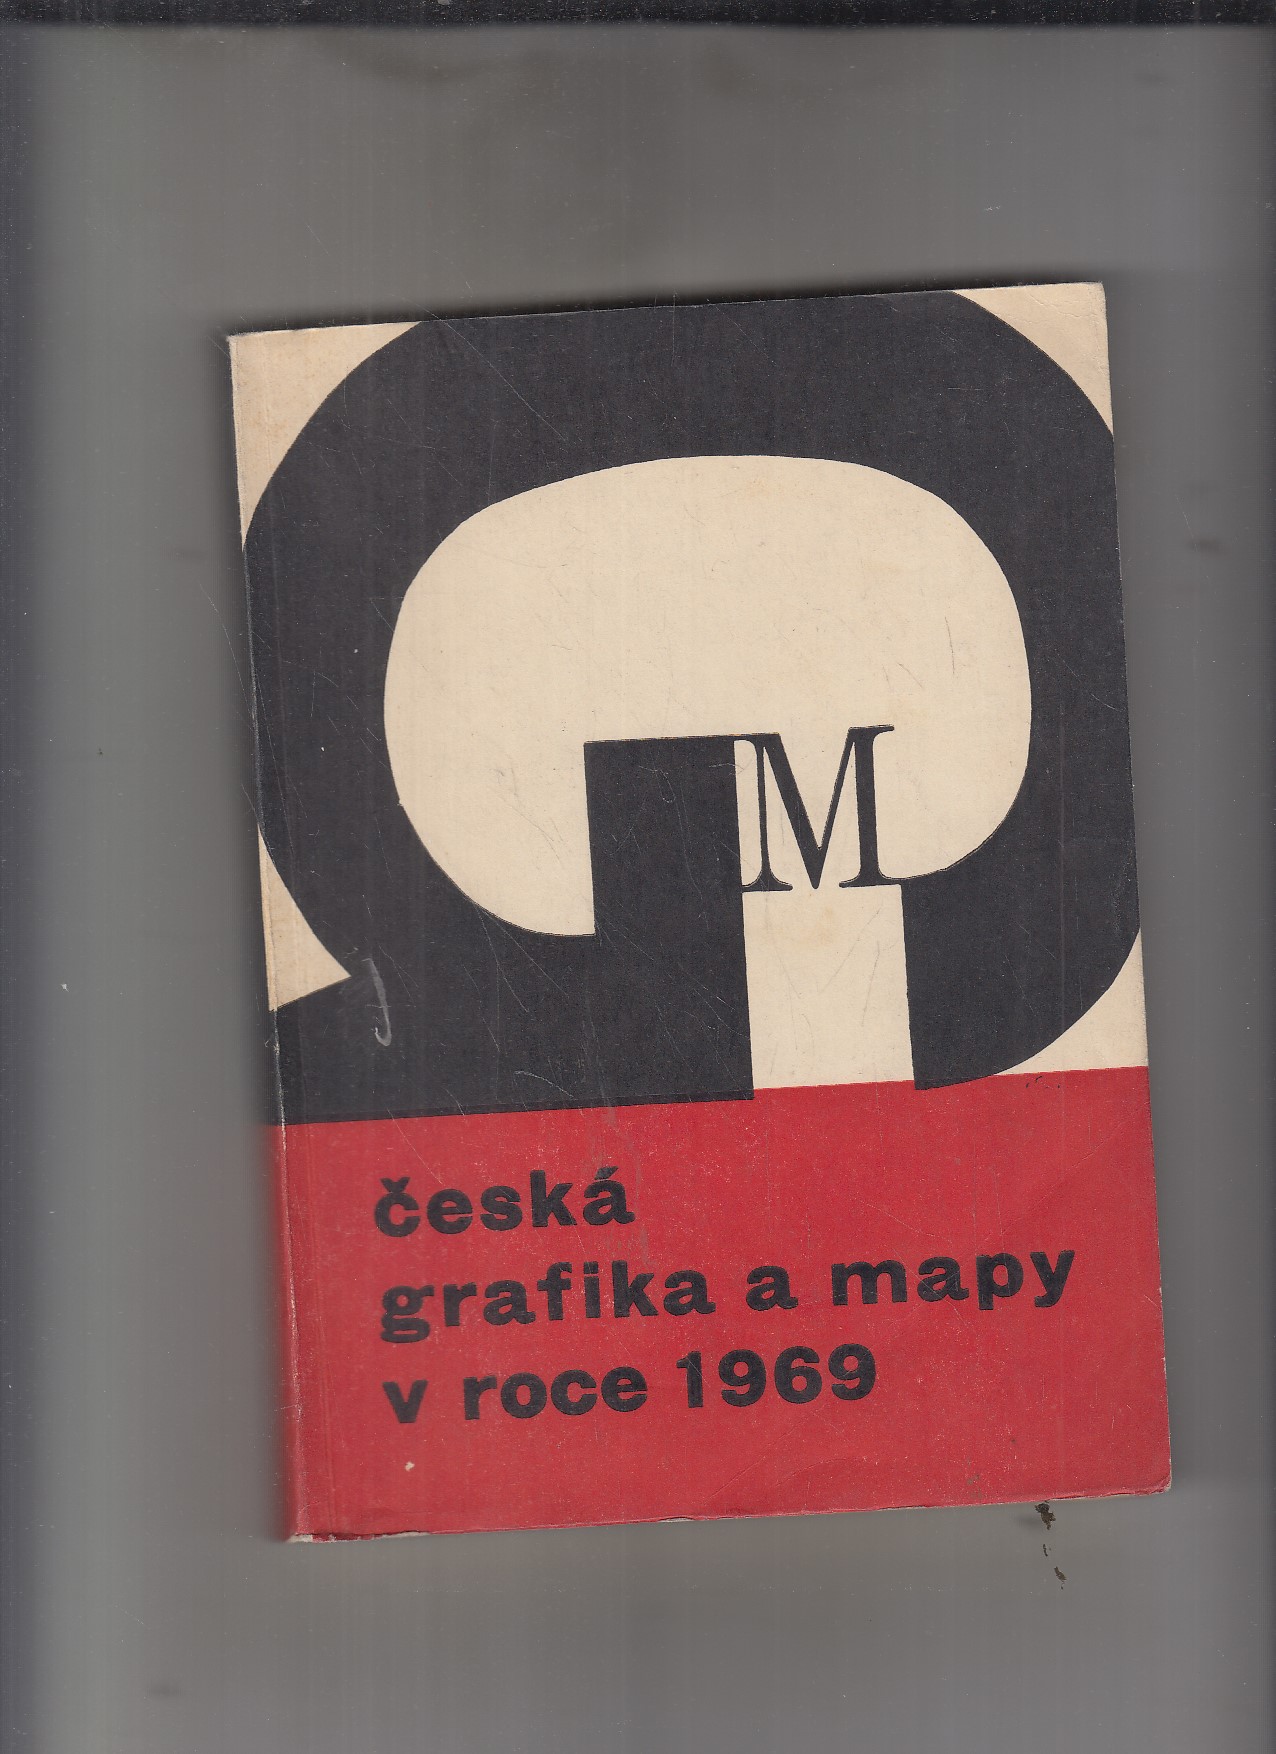 M
česká
grafika a mapy
v roce 1969